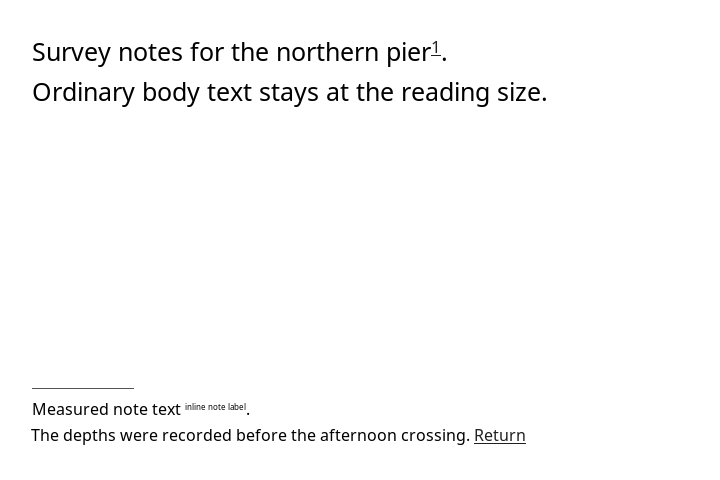 Survey notes for the northern pier1.
Ordinary body text stays at the reading size.
Measured note text inline note label.
The depths were recorded before the afternoon crossing. Return